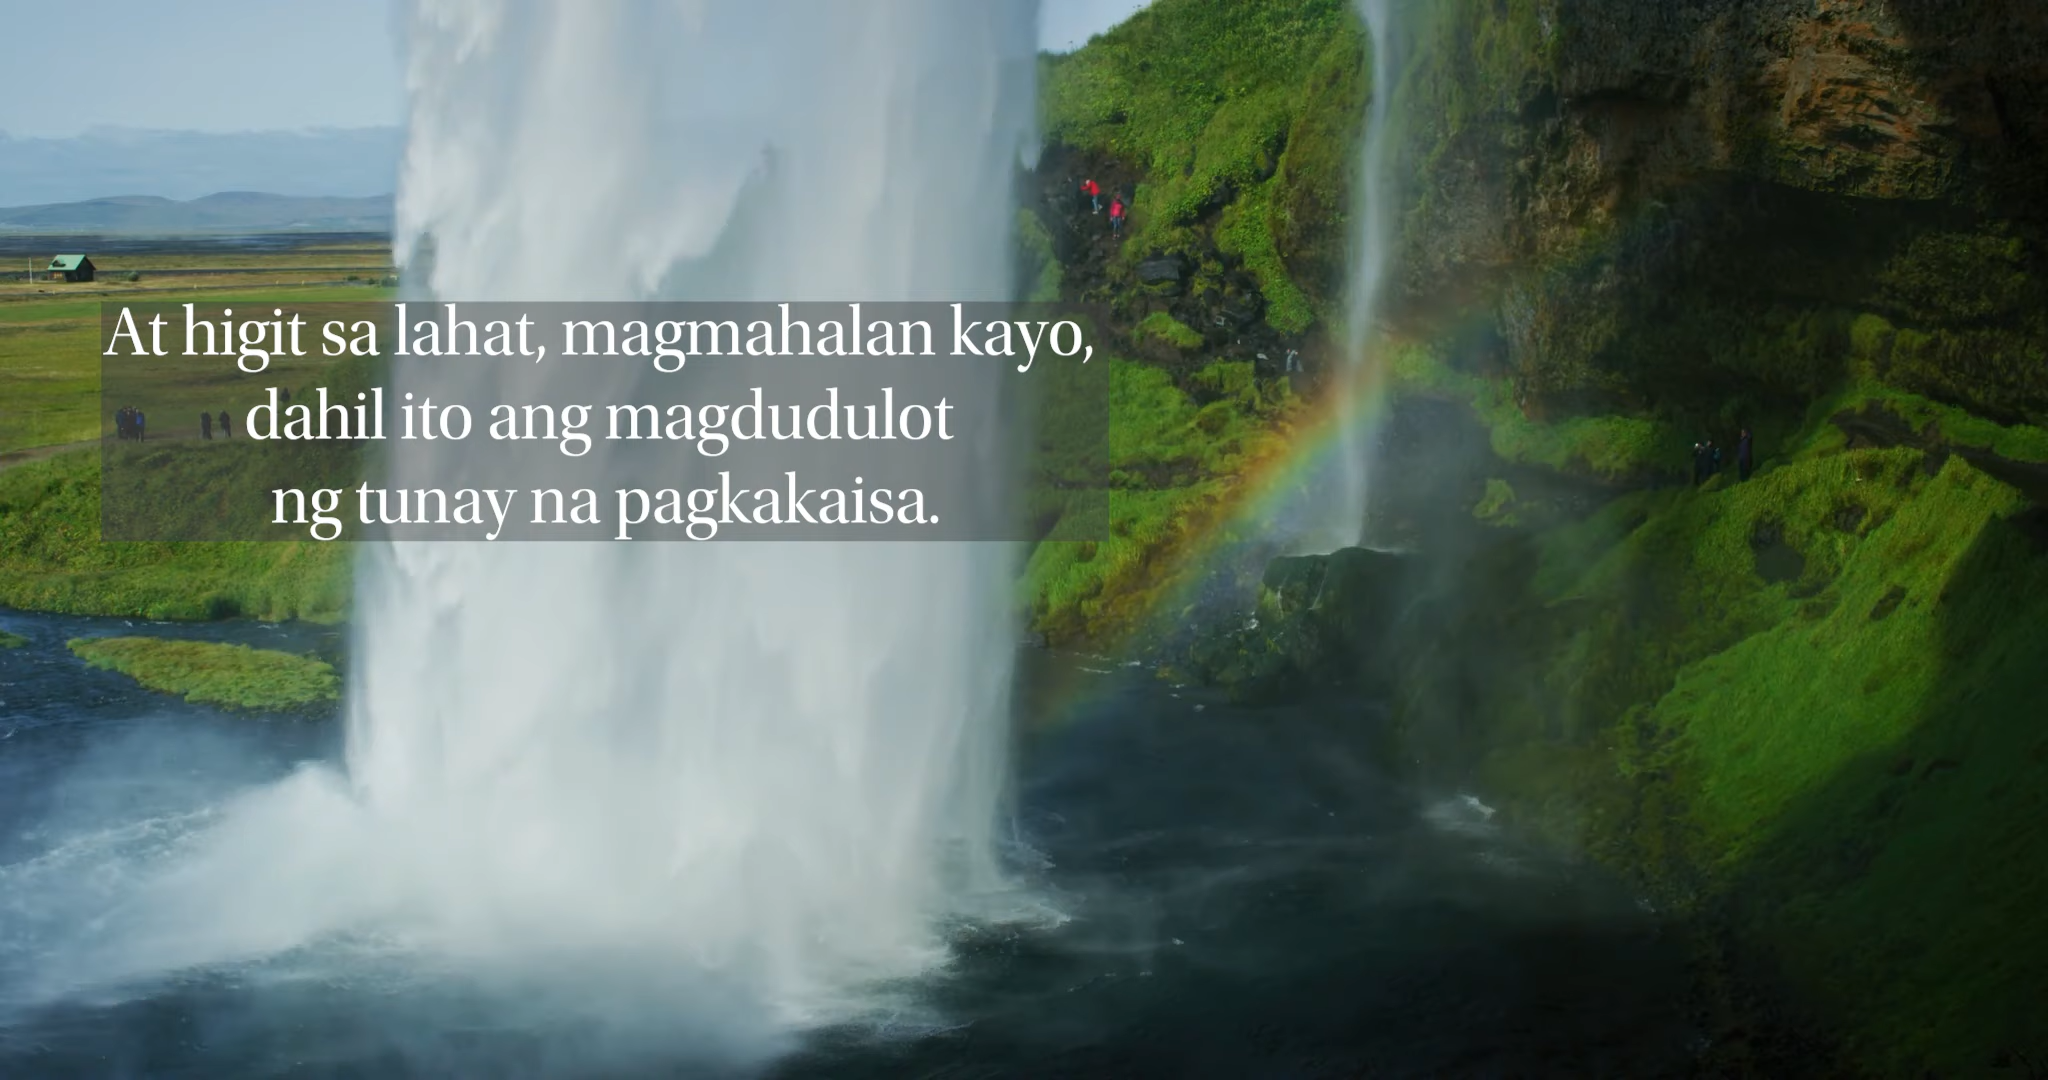 At higit sa lahat, magmahalan kayo,
dahil ito ang magdudulot
ng tunay na pagkakaisa.